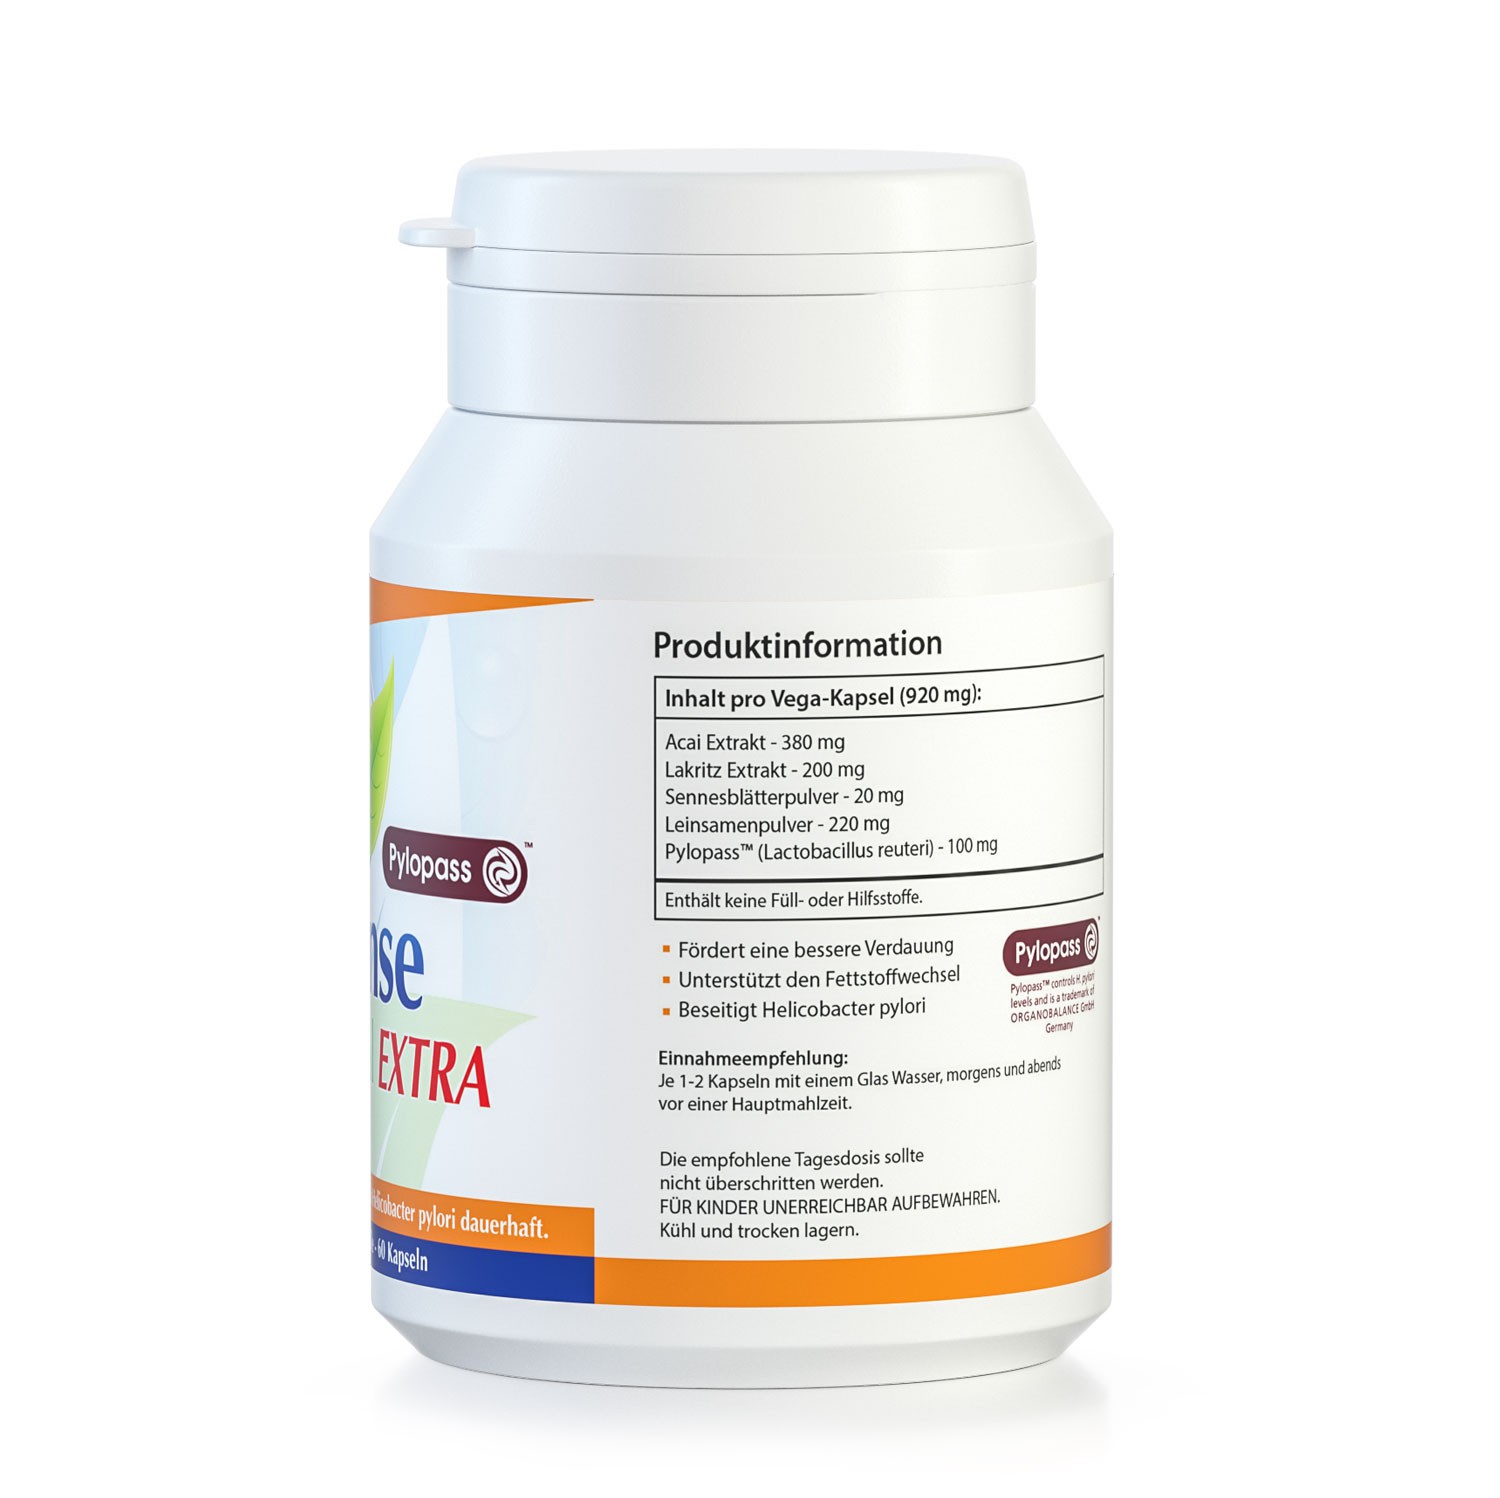 Produktinformation
Inhalt pro Vega-Kapsel (920 mg):
Acai Extrakt - 380 mg
Lakritz Extrakt - 200 mg
Sennesblätterpulver - 20 mg
Leinsamenpulver - 220 mg
Pylopass™ (Lactobacillus reuteri) - 100 mg
Enthält keine Füll- oder Hilfsstoffe.
▪ Fördert eine bessere Verdauung
▪ Unterstützt den Fettstoffwechsel
▪ Beseitigt Helicobacter pylori
Pylopass
Pylopass™ controls H. pylori
levels and is a trademark of
ORGANOBALANCE GmbH
Germany
Einnahmeempfehlung:
Je 1-2 Kapseln mit einem Glas Wasser, morgens und abends
vor einer Hauptmahlzeit.
Die empfohlene Tagesdosis sollte
nicht überschritten werden.
FÜR KINDER UNERREICHBAR AUFBEWAHREN.
Kühl und trocken lagern.
Pylopass™
EXTRA
Helicobacter pylori dauerhaft.
- 60 Kapseln